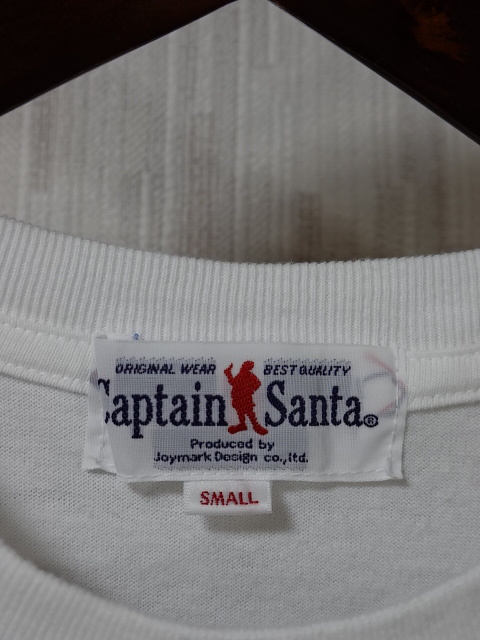 ORIGINAL WEAR BEST QUALITY
Captain Santa®
Produced by
Joymark Design co.,ltd.
SMALL